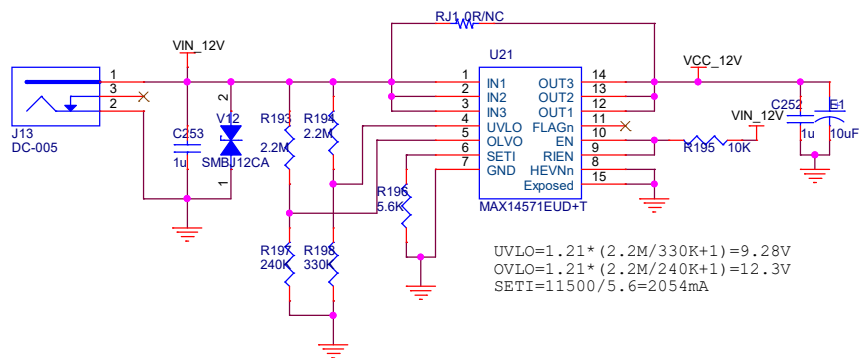 RJ1 0R/NC
VIN_12V
U21
VCC_12V
1
3
2
J13
DC-005
C253
1u
2
V12
SMBJ12CA
1
R193
2.2M
R194
2.2M
1 IN1 OUT3 14
2 IN2 OUT2 13
3 IN3 OUT1 12
4 UVLO FLAGn 11
5 OLVO EN 10
6 SETI RIEN 9
7 GND HEVNn 8
Exposed 15
MAX14571EUD+T
R195 10K
VIN_12V
C252
1u
E1
10uF
R196
5.6K
R197
240K
R198
330K
UVLO=1.21*(2.2M/330K+1)=9.28V
OVLO=1.21*(2.2M/240K+1)=12.3V
SETI=11500/5.6=2054mA